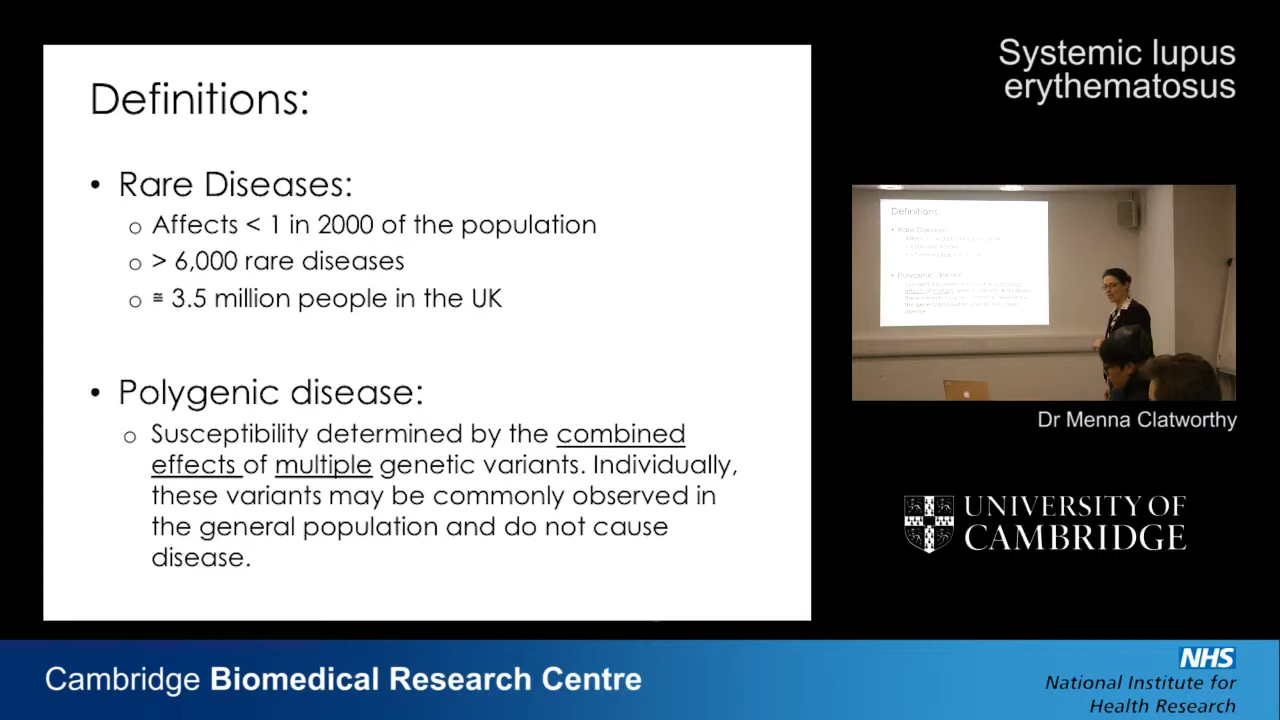 Definitions:
• Rare Diseases:
o Affects < 1 in 2000 of the population
o > 6,000 rare diseases
o ≅ 3.5 million people in the UK
• Polygenic disease:
o Susceptibility determined by the combined
effects of multiple genetic variants. Individually,
these variants may be commonly observed in
the general population and do not cause
disease.
Systemic lupus
erythematosus
Definitions:
Dr Menna Clatworthy
UNIVERSITY OF
CAMBRIDGE
Cambridge Biomedical Research Centre
NHS
National Institute for
Health Research